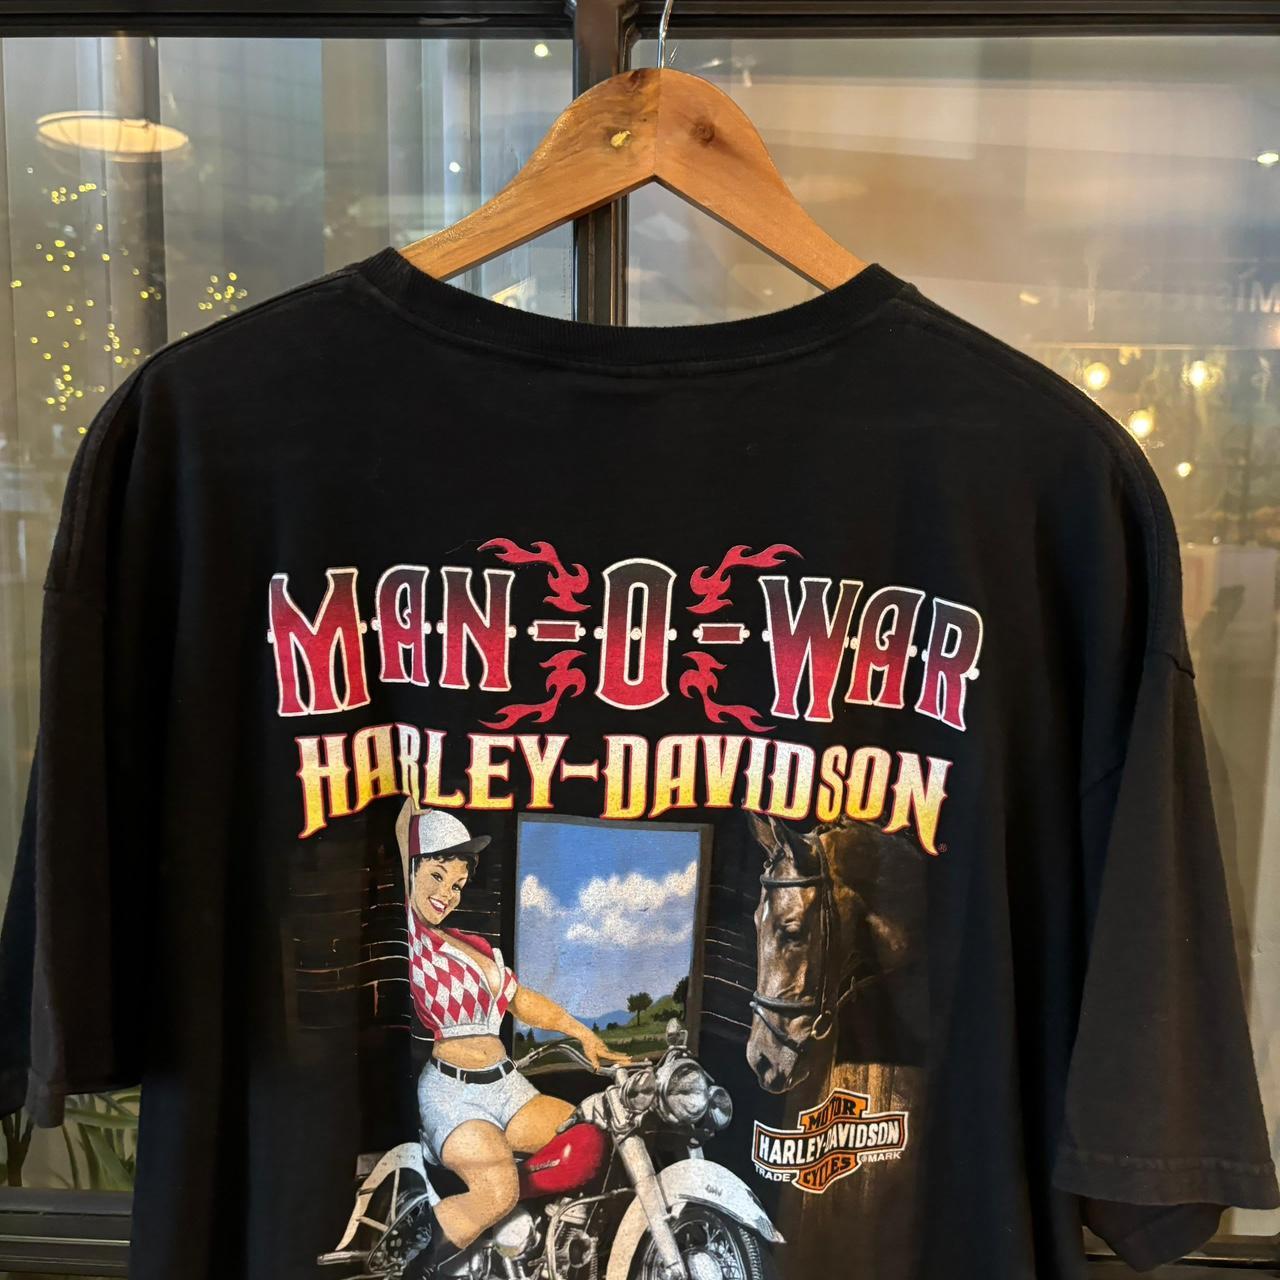 MAN-O-WAR
HARLEY-DAVIDSON
®
MOTOR
HARLEY-DAVIDSON
CYCLES
TRADE
®MARK